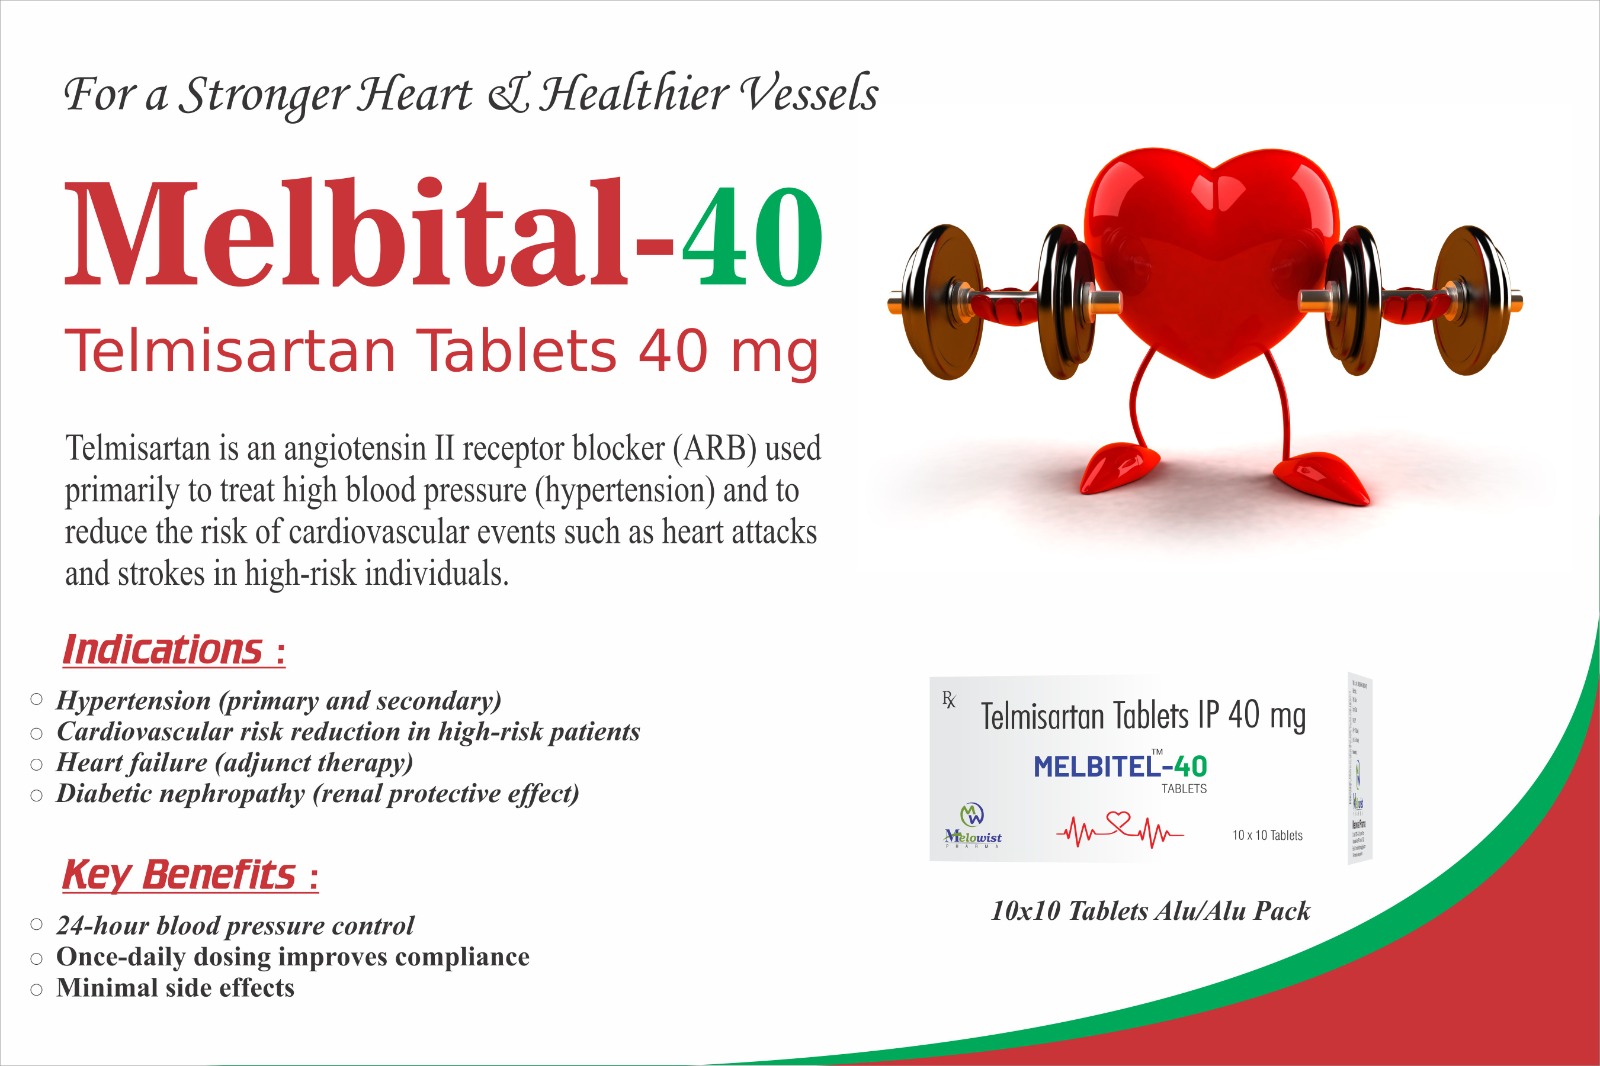 For a Stronger Heart & Healthier Vessels
Melbital-40
Telmisartan Tablets 40 mg
Telmisartan is an angiotensin II receptor blocker (ARB) used
primarily to treat high blood pressure (hypertension) and to
reduce the risk of cardiovascular events such as heart attacks
and strokes in high-risk individuals.
Indications :
Hypertension (primary and secondary)
Cardiovascular risk reduction in high-risk patients
Heart failure (adjunct therapy)
Diabetic nephropathy (renal protective effect)
Key Benefits :
24-hour blood pressure control
Once-daily dosing improves compliance
Minimal side effects
Rx
Telmisartan Tablets IP 40 mg
MELBITEL™-40
TABLETS
MW
Melowist
PHARMA
10 x 10 Tablets
10x10 Tablets Alu/Alu Pack